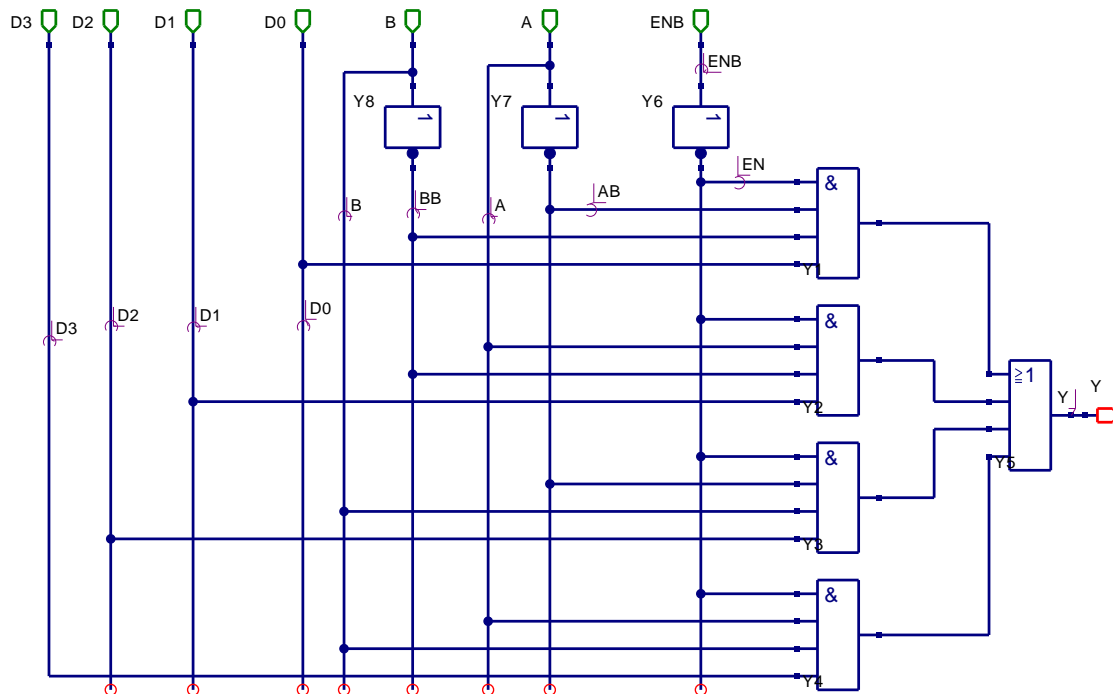 D3 D2 D1 D0 B A ENB
ENB
Y8 Y7 Y6
1 1 1
EN
&
B BB A AB
Y1
D3 D2 D1 D0
&
Y2
≧1
Y Y
&
Y5
Y3
&
Y4